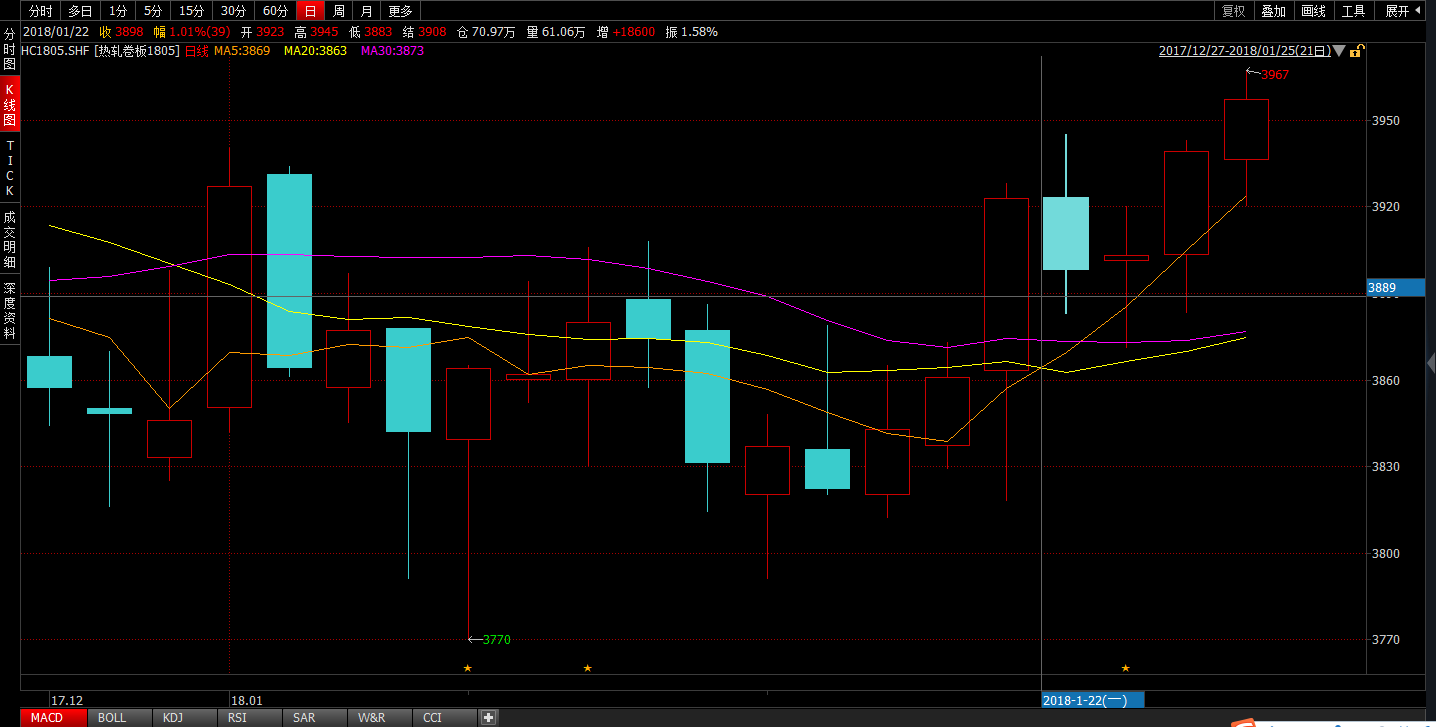 分时 多日 1分 5分 15分 30分 60分 日 周 月 更多 复权 叠加 画线 工具 展开
2018/01/22 收 3898 幅 1.01%(39) 开 3923 高 3945 低 3883 结 3908 仓 70.97万 量 61.06万 增 +18600 振 1.58%
HC1805.SHF [热轧卷板1805] 日线 MA5:3869 MA20:3863 MA30:3873 2017/12/27-2018/01/25(21日)
分时图
K线图
TICK
成交明细
深度资料
3967
3950
3920
3889
3860
3830
3800
3770
3770
17.12 18.01 2018-1-22(一)
MACD BOLL KDJ RSI SAR W&R CCI